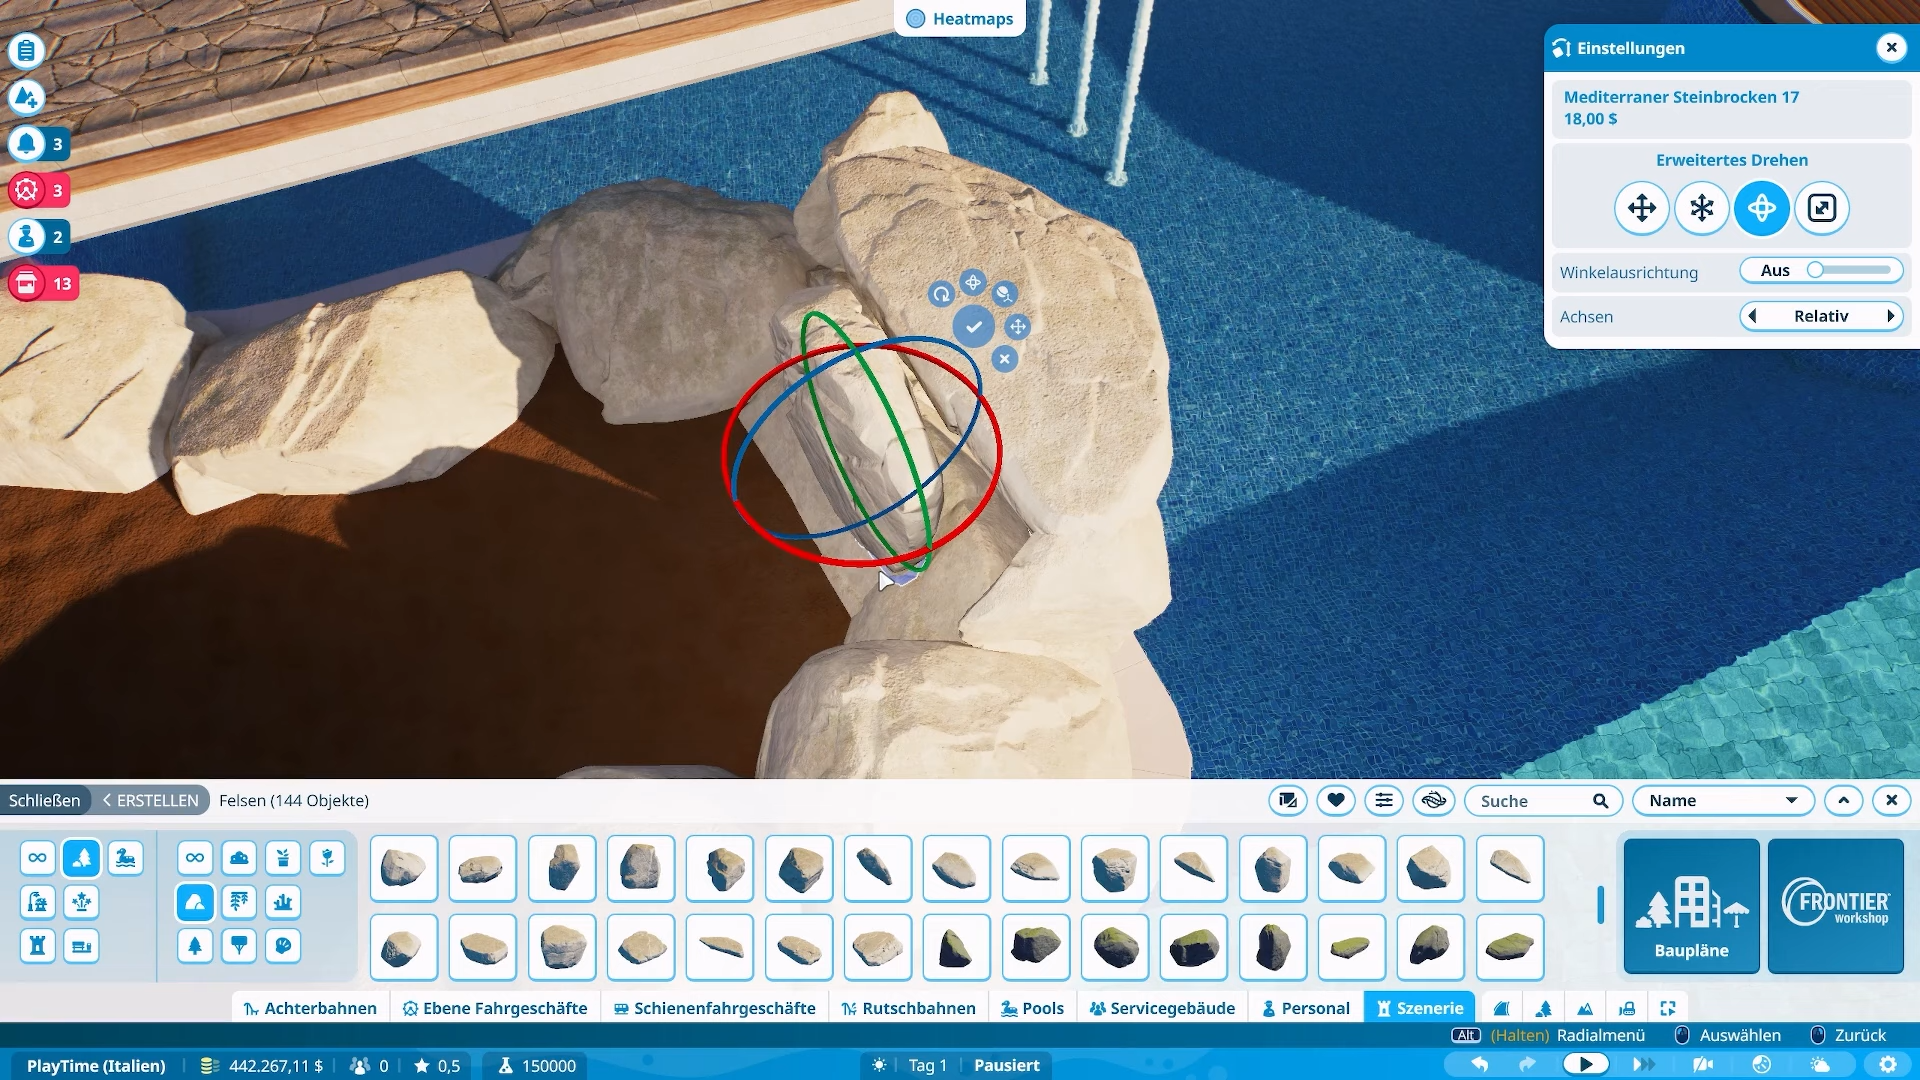 Heatmaps
Einstellungen
Mediterraner Steinbrocken 17
18,00 $
Erweitertes Drehen
Winkelausrichtung Aus
Achsen Relativ
3
3
2
13
Schließen ERSTELLEN Felsen (144 Objekte) Suche Name
Baupläne
FRONTIER
workshop
Achterbahnen Ebene Fahrgeschäfte Schienenfahrgeschäfte Rutschbahnen Pools Servicegebäude Personal Szenerie
Alt (Halten) Radialmenü Auswählen Zurück
PlayTime (Italien) 442.267,11 $ 0 0,5 150000 Tag 1 Pausiert